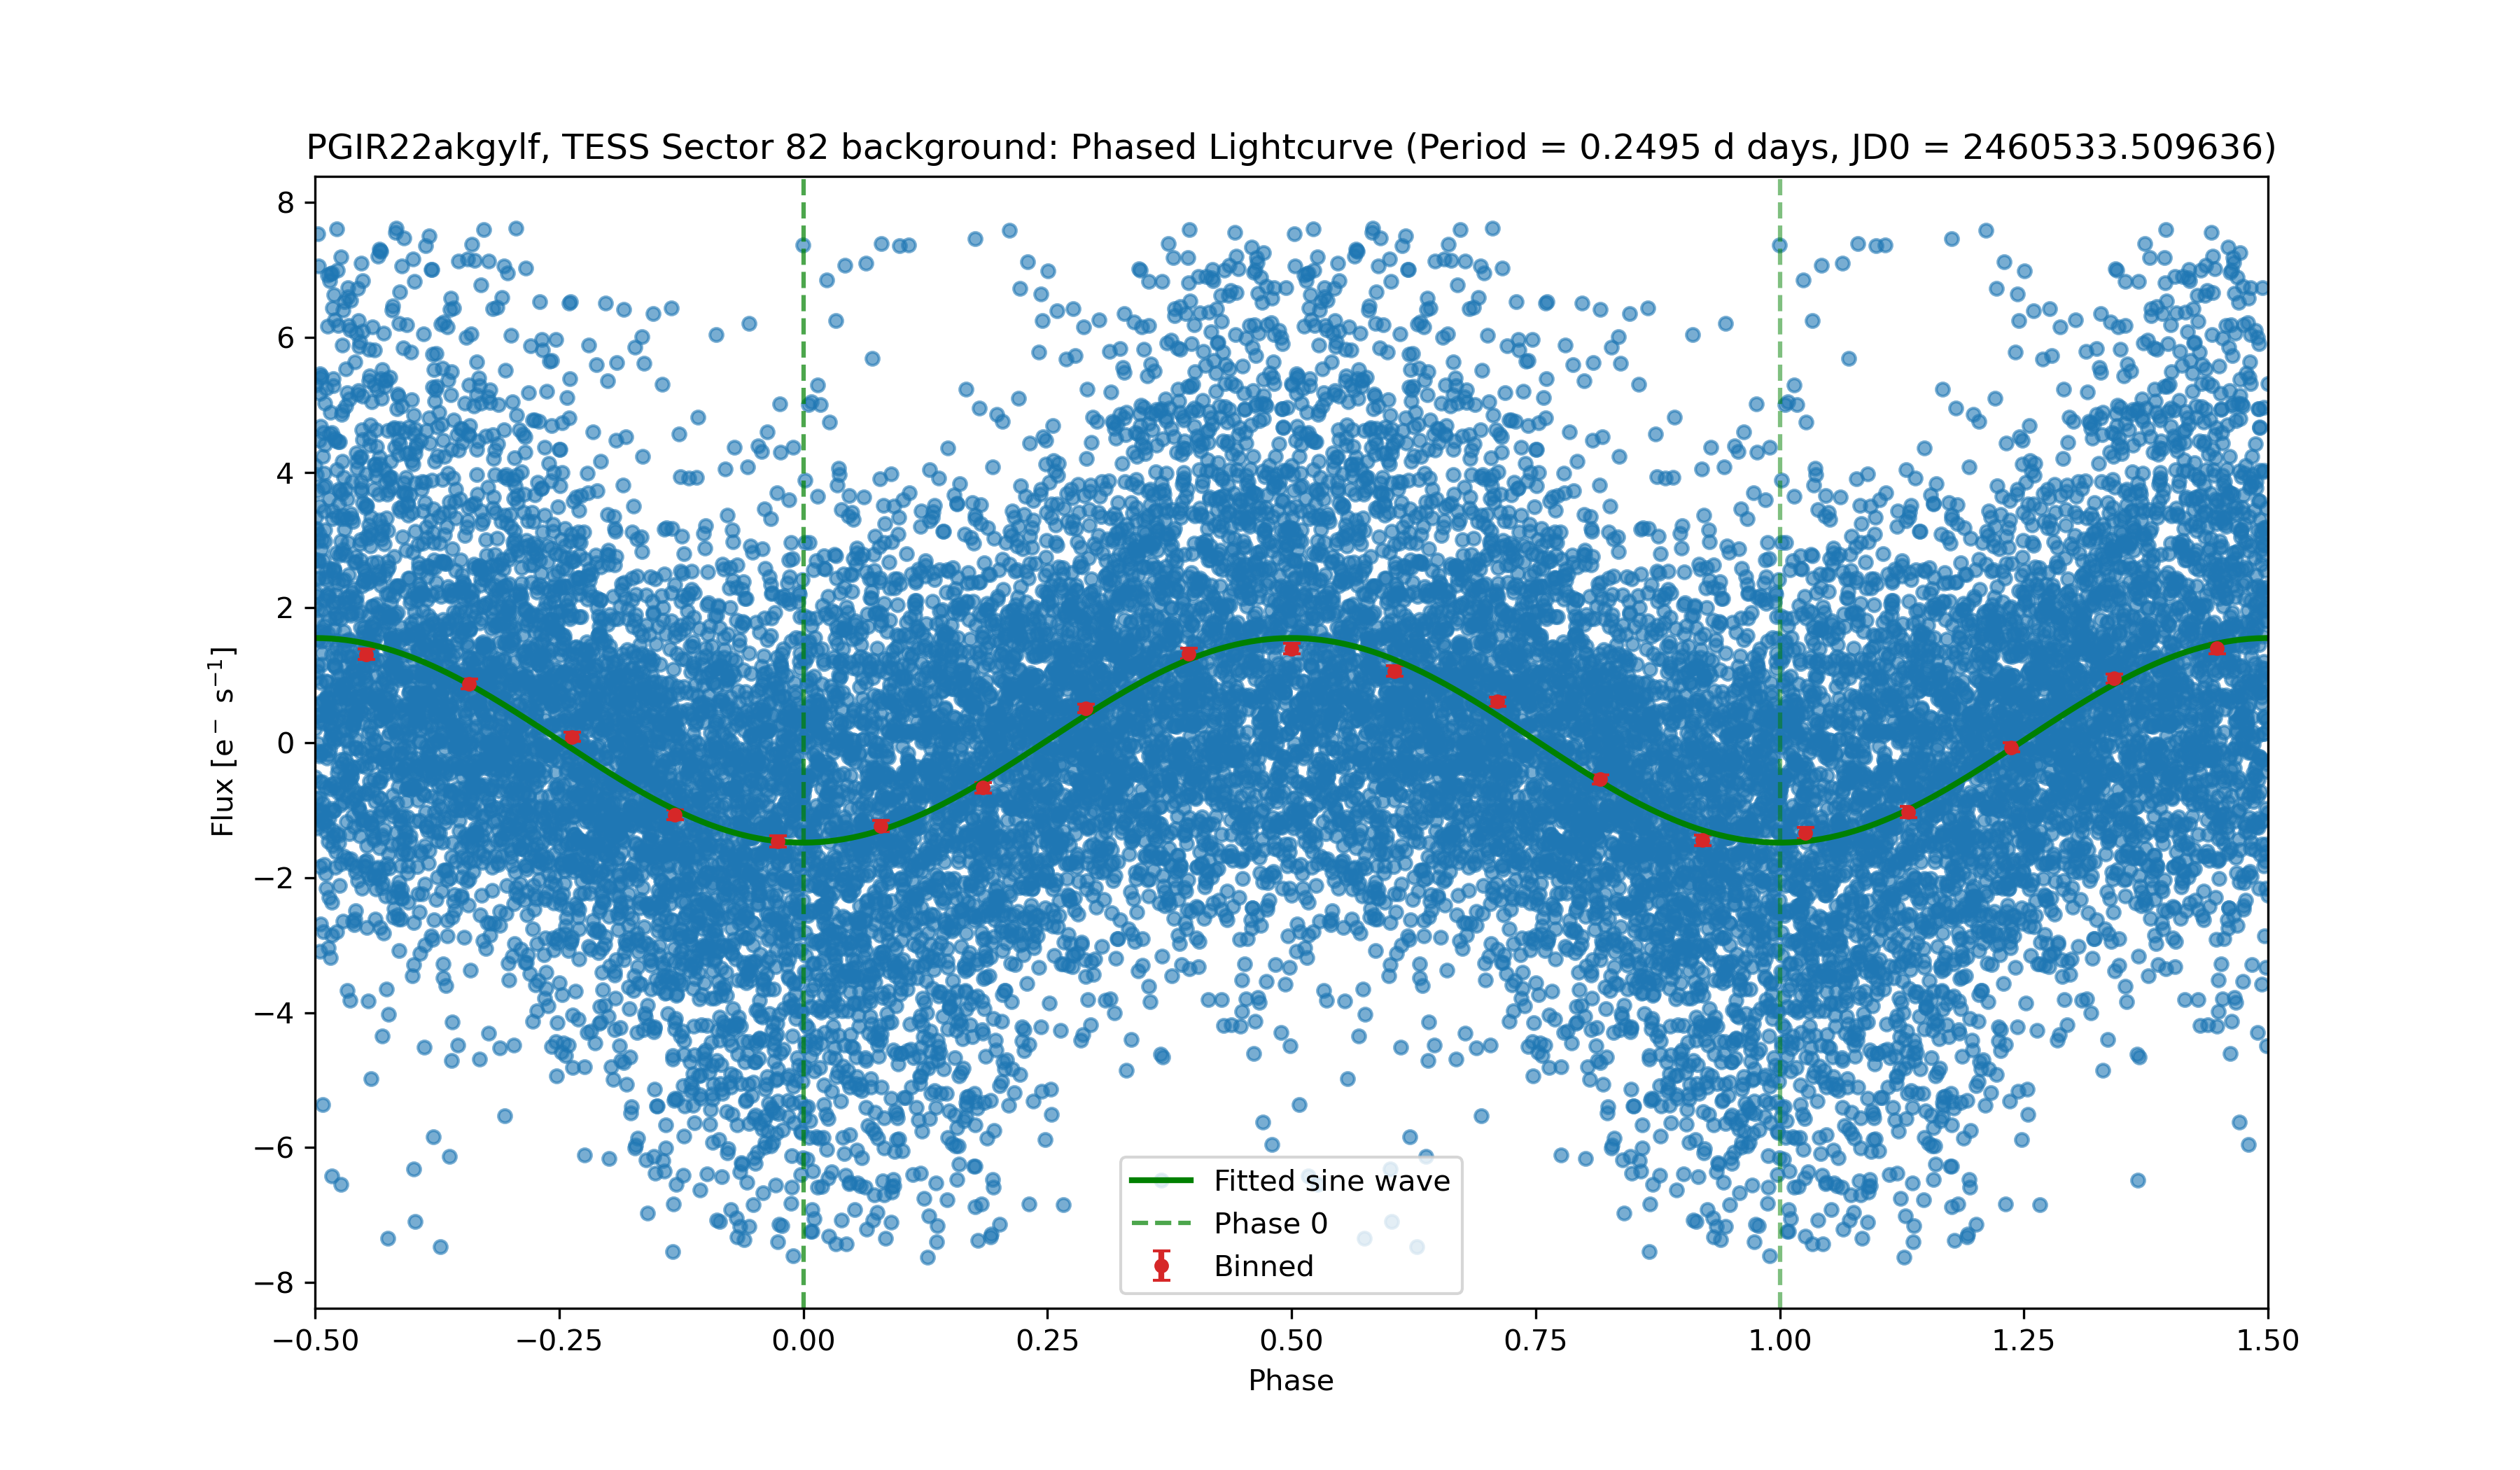 PGIR22akgylf, TESS Sector 82 background: Phased Lightcurve (Period = 0.2495 d days, JD0 = 2460533.509636)
8
6
4
2
0
−2
−4
−6
−8
Flux [e⁻ s⁻¹]
Fitted sine wave
Phase 0
Binned
−0.50 −0.25 0.00 0.25 0.50 0.75 1.00 1.25 1.50
Phase